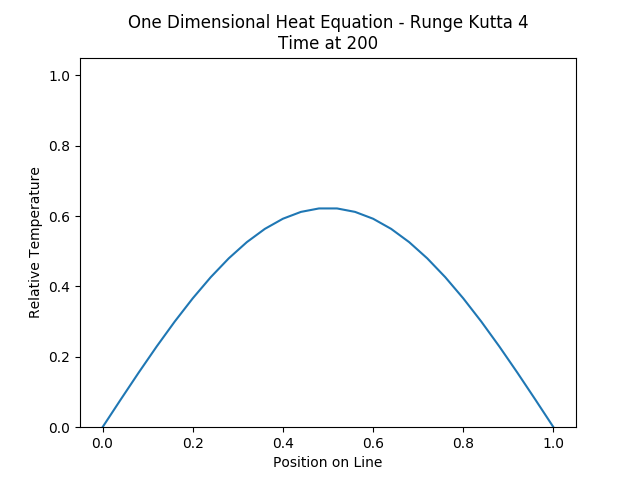 One Dimensional Heat Equation - Runge Kutta 4
Time at 200
1.0
0.8
0.6
0.4
0.2
0.0
Relative Temperature
0.0 0.2 0.4 0.6 0.8 1.0
Position on Line